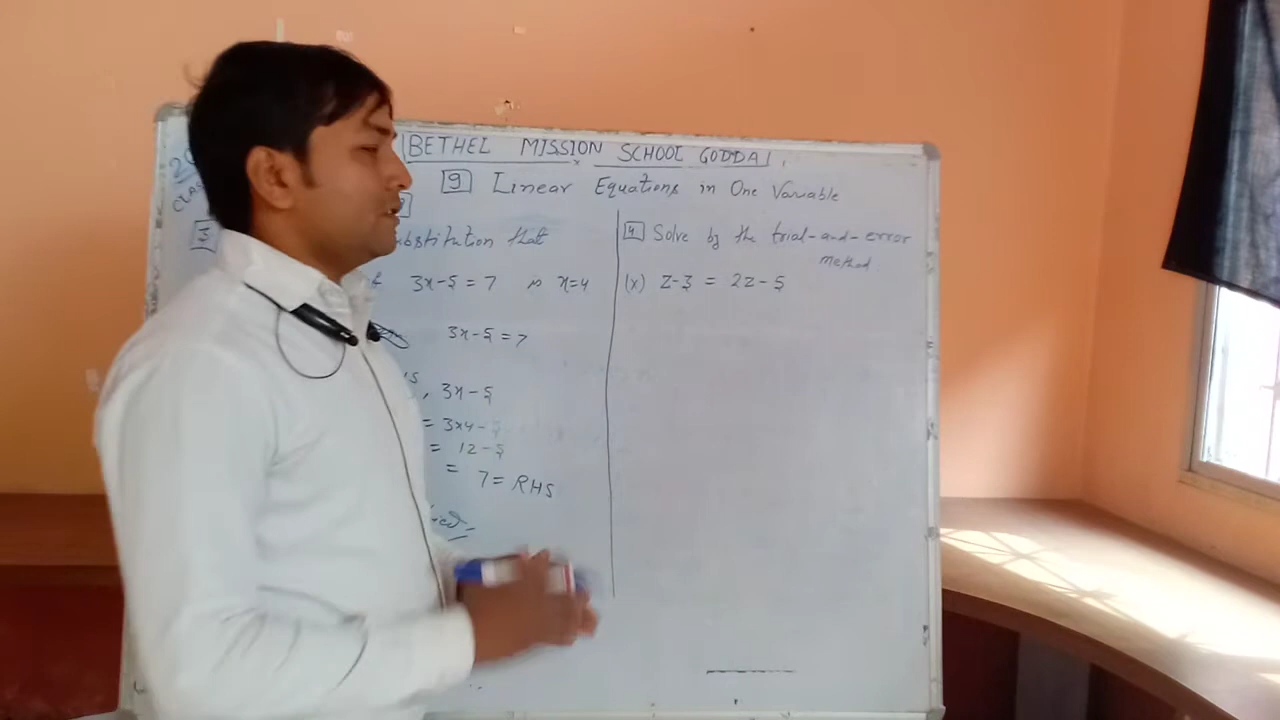 BETHEL MISSION SCHOOL GODDA
9 Linear Equations in One Variable
that
3x-5 = 7 is x=4
3x-5 = 7
, 3x-5
= 3x4-5
= 12-5
= 7 = RHS
4. Solve by the trial-and-error
method.
(x) z-3 = 2z-5